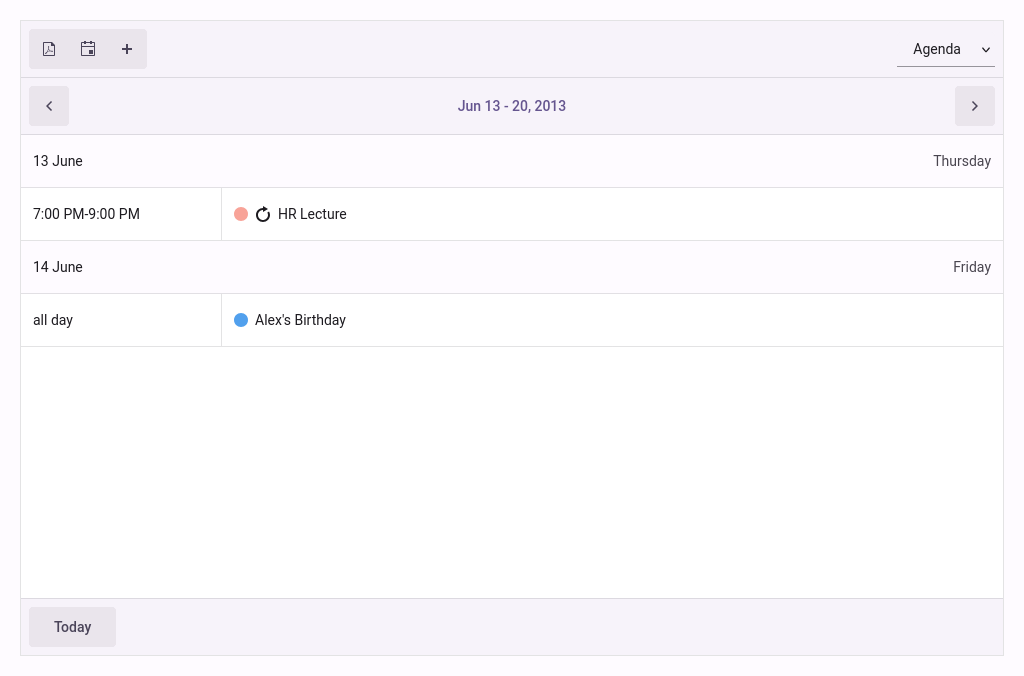 Agenda
Jun 13 - 20, 2013
13 June Thursday
7:00 PM-9:00 PM HR Lecture
14 June Friday
all day Alex's Birthday
Today